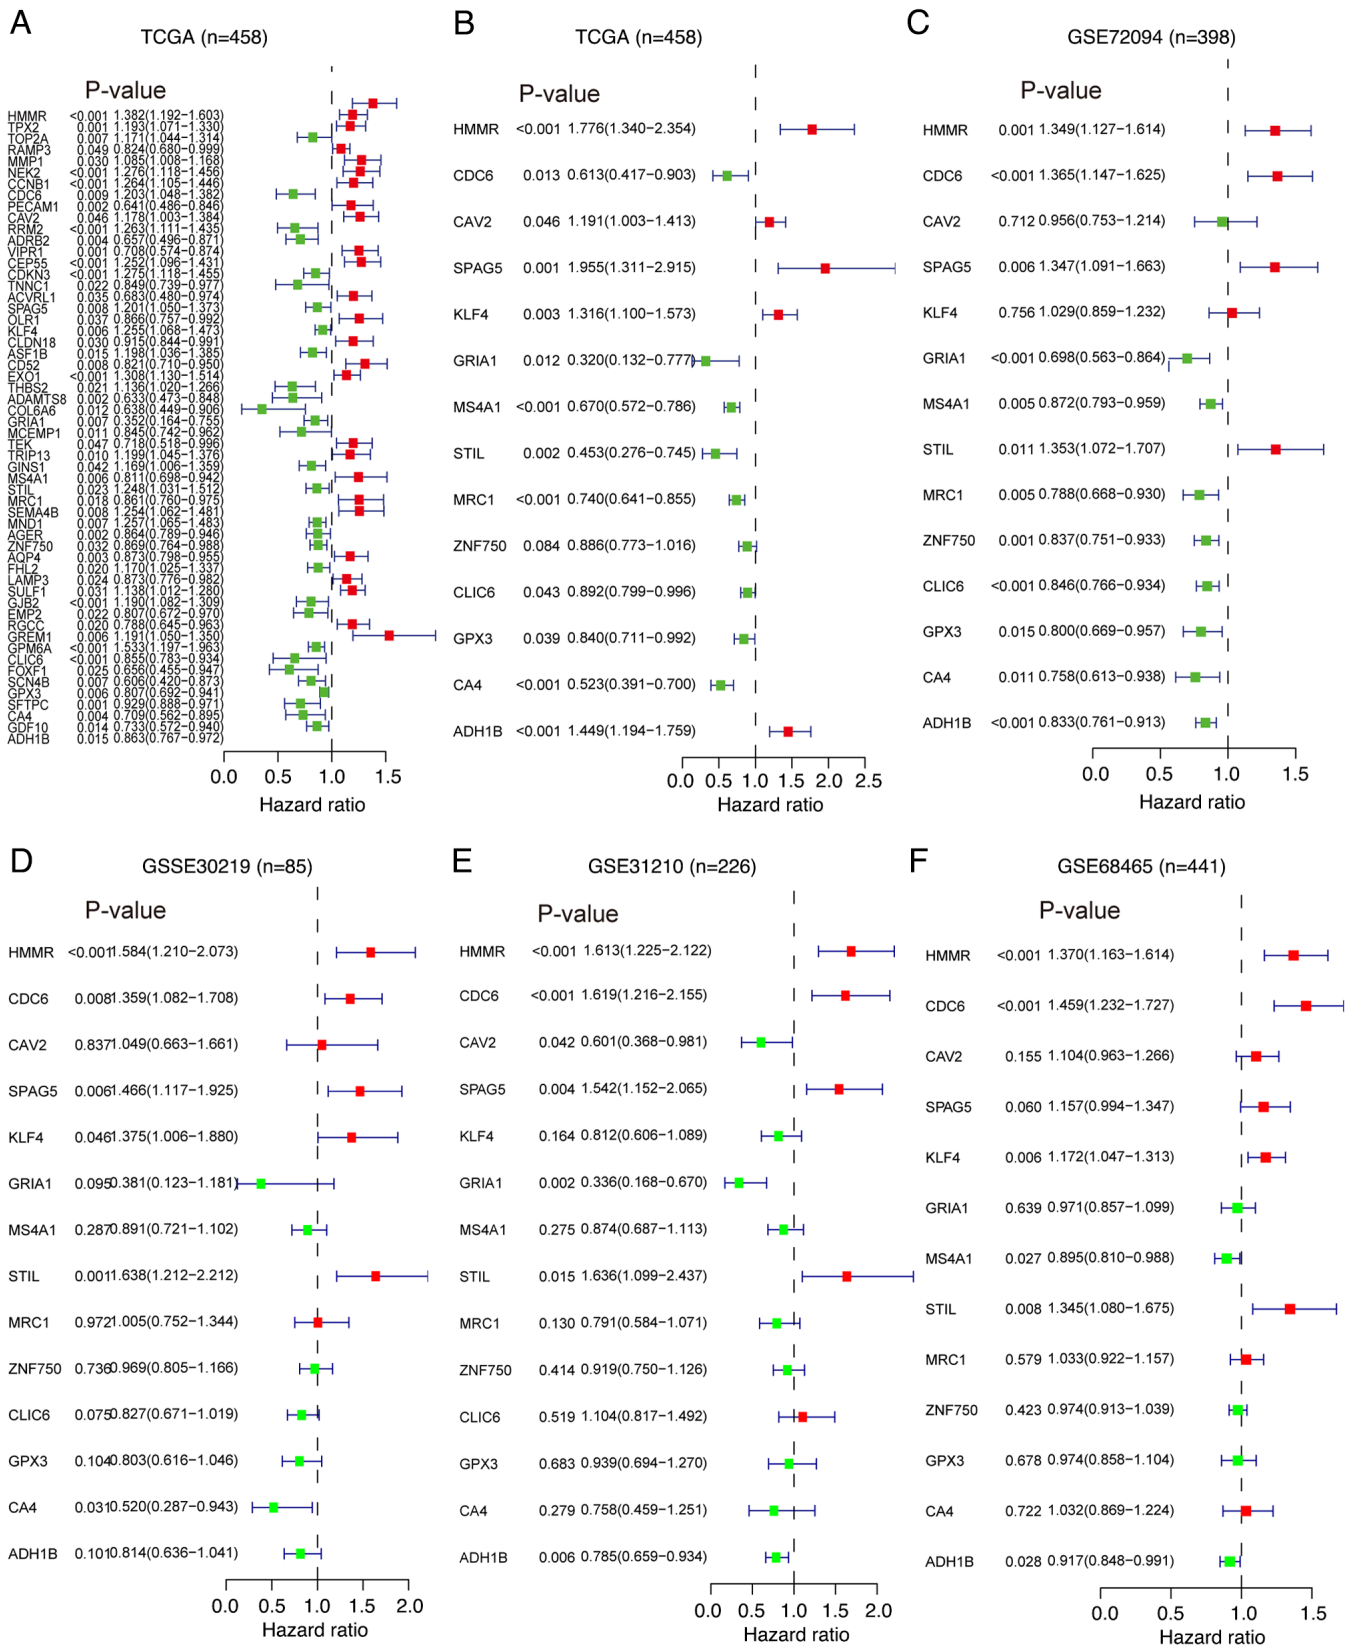 A
TCGA (n=458)
P-value
HMMR <0.001 1.382(1.192−1.603)
TPX2 0.001 1.193(1.071−1.330)
TOP2A 0.007 1.171(1.044−1.314)
RAMP3 0.049 0.824(0.680−0.999)
MMP1 0.030 1.085(1.008−1.168)
NEK2 <0.001 1.276(1.118−1.456)
CCNB1 <0.001 1.264(1.105−1.446)
CDC6 0.009 1.203(1.048−1.382)
PECAM1 0.002 0.641(0.486−0.846)
CAV2 0.046 1.178(1.003−1.384)
RRM2 <0.001 1.263(1.111−1.435)
ADRB2 0.004 0.657(0.496−0.871)
VIPR1 0.001 0.708(0.574−0.874)
CEP55 <0.001 1.252(1.096−1.431)
CDKN3 <0.001 1.275(1.118−1.455)
TNNC1 0.022 0.849(0.739−0.977)
ACVRL1 0.035 0.683(0.480−0.974)
SPAG5 0.008 1.201(1.050−1.373)
OLR1 0.037 0.866(0.757−0.992)
KLF4 0.006 1.255(1.068−1.473)
CLDN18 0.030 0.915(0.844−0.991)
ASF1B 0.015 1.198(1.036−1.385)
CD52 0.008 0.821(0.710−0.950)
EXO1 <0.001 1.308(1.130−1.514)
THBS2 0.021 1.136(1.020−1.266)
ADAMTS8 0.002 0.633(0.473−0.848)
COL6A6 0.012 0.638(0.449−0.906)
GRIA1 0.007 0.352(0.164−0.755)
MCEMP1 0.011 0.845(0.742−0.962)
TEK 0.047 0.718(0.518−0.996)
TRIP13 0.010 1.199(1.045−1.376)
GINS1 0.042 1.169(1.006−1.359)
MS4A1 0.006 0.811(0.698−0.942)
STIL 0.023 1.248(1.031−1.512)
MRC1 0.018 0.861(0.760−0.975)
SEMA4B 0.008 1.254(1.062−1.481)
MND1 0.007 1.257(1.065−1.483)
AGER 0.002 0.864(0.789−0.946)
ZNF750 0.032 0.869(0.764−0.988)
AQP4 0.003 0.873(0.798−0.955)
FHL2 0.020 1.170(1.025−1.337)
LAMP3 0.024 0.873(0.776−0.982)
SULF1 0.031 1.138(1.012−1.280)
GJB2 <0.001 1.190(1.082−1.309)
EMP2 0.022 0.807(0.672−0.970)
RGCC 0.020 0.788(0.645−0.963)
GREM1 0.006 1.191(1.050−1.350)
GPM6A <0.001 1.533(1.197−1.963)
CLIC6 <0.001 0.855(0.783−0.934)
FOXF1 0.025 0.656(0.455−0.947)
SCN4B 0.007 0.606(0.420−0.873)
GPX3 0.006 0.807(0.692−0.941)
SFTPC 0.001 0.929(0.888−0.971)
CA4 0.004 0.709(0.562−0.895)
GDF10 0.014 0.733(0.572−0.940)
ADH1B 0.015 0.863(0.767−0.972)
0.0 0.5 1.0 1.5
Hazard ratio
B
TCGA (n=458)
P-value
HMMR <0.001 1.776(1.340−2.354)
CDC6 0.013 0.613(0.417−0.903)
CAV2 0.046 1.191(1.003−1.413)
SPAG5 0.001 1.955(1.311−2.915)
KLF4 0.003 1.316(1.100−1.573)
GRIA1 0.012 0.320(0.132−0.777)
MS4A1 <0.001 0.670(0.572−0.786)
STIL 0.002 0.453(0.276−0.745)
MRC1 <0.001 0.740(0.641−0.855)
ZNF750 0.084 0.886(0.773−1.016)
CLIC6 0.043 0.892(0.799−0.996)
GPX3 0.039 0.840(0.711−0.992)
CA4 <0.001 0.523(0.391−0.700)
ADH1B <0.001 1.449(1.194−1.759)
0.0 0.5 1.0 1.5 2.0 2.5
Hazard ratio
C
GSE72094 (n=398)
P-value
HMMR 0.001 1.349(1.127−1.614)
CDC6 <0.001 1.365(1.147−1.625)
CAV2 0.712 0.956(0.753−1.214)
SPAG5 0.006 1.347(1.091−1.663)
KLF4 0.756 1.029(0.859−1.232)
GRIA1 <0.001 0.698(0.563−0.864)
MS4A1 0.005 0.872(0.793−0.959)
STIL 0.011 1.353(1.072−1.707)
MRC1 0.005 0.788(0.668−0.930)
ZNF750 0.001 0.837(0.751−0.933)
CLIC6 <0.001 0.846(0.766−0.934)
GPX3 0.015 0.800(0.669−0.957)
CA4 0.011 0.758(0.613−0.938)
ADH1B <0.001 0.833(0.761−0.913)
0.0 0.5 1.0 1.5
Hazard ratio
D
GSSE30219 (n=85)
P-value
HMMR <0.001 1.584(1.210−2.073)
CDC6 0.008 1.359(1.082−1.708)
CAV2 0.837 1.049(0.663−1.661)
SPAG5 0.006 1.466(1.117−1.925)
KLF4 0.046 1.375(1.006−1.880)
GRIA1 0.095 0.381(0.123−1.181)
MS4A1 0.287 0.891(0.721−1.102)
STIL 0.001 1.638(1.212−2.212)
MRC1 0.972 1.005(0.752−1.344)
ZNF750 0.736 0.969(0.805−1.166)
CLIC6 0.075 0.827(0.671−1.019)
GPX3 0.104 0.803(0.616−1.046)
CA4 0.031 0.520(0.287−0.943)
ADH1B 0.101 0.814(0.636−1.041)
0.0 0.5 1.0 1.5 2.0
Hazard ratio
E
GSE31210 (n=226)
P-value
HMMR <0.001 1.613(1.225−2.122)
CDC6 <0.001 1.619(1.216−2.155)
CAV2 0.042 0.601(0.368−0.981)
SPAG5 0.004 1.542(1.152−2.065)
KLF4 0.164 0.812(0.606−1.089)
GRIA1 0.002 0.336(0.168−0.670)
MS4A1 0.275 0.874(0.687−1.113)
STIL 0.015 1.636(1.099−2.437)
MRC1 0.130 0.791(0.584−1.071)
ZNF750 0.414 0.919(0.750−1.126)
CLIC6 0.519 1.104(0.817−1.492)
GPX3 0.683 0.939(0.694−1.270)
CA4 0.279 0.758(0.459−1.251)
ADH1B 0.006 0.785(0.659−0.934)
0.0 0.5 1.0 1.5 2.0
Hazard ratio
F
GSE68465 (n=441)
P-value
HMMR <0.001 1.370(1.163−1.614)
CDC6 <0.001 1.459(1.232−1.727)
CAV2 0.155 1.104(0.963−1.266)
SPAG5 0.060 1.157(0.994−1.347)
KLF4 0.006 1.172(1.047−1.313)
GRIA1 0.639 0.971(0.857−1.099)
MS4A1 0.027 0.895(0.810−0.988)
STIL 0.008 1.345(1.080−1.675)
MRC1 0.579 1.033(0.922−1.157)
ZNF750 0.423 0.974(0.913−1.039)
GPX3 0.678 0.974(0.858−1.104)
CA4 0.722 1.032(0.869−1.224)
ADH1B 0.028 0.917(0.848−0.991)
0.0 0.5 1.0 1.5
Hazard ratio